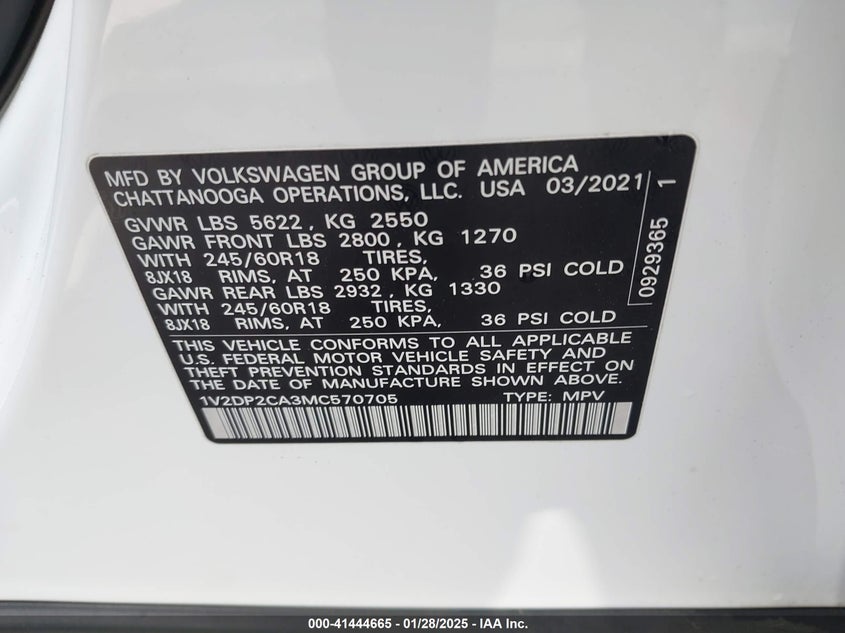 MFD BY VOLKSWAGEN GROUP OF AMERICA
CHATTANOOGA OPERATIONS, LLC. USA 03/2021
GVWR LBS 5622, KG 2550
GAWR FRONT LBS 2800, KG 1270
WITH 245/60R18 TIRES,
8JX18 RIMS, AT 250 KPA, 36 PSI COLD
GAWR REAR LBS 2932, KG 1330
WITH 245/60R18 TIRES,
8JX18 RIMS, AT 250 KPA, 36 PSI COLD
THIS VEHICLE CONFORMS TO ALL APPLICABLE
U.S. FEDERAL MOTOR VEHICLE SAFETY AND
THEFT PREVENTION STANDARDS IN EFFECT ON
THE DATE OF MANUFACTURE SHOWN ABOVE.
1V2DP2CA3MC570705 TYPE: MPV
0929365 1
000-41444665 - 01/28/2025 - IAA Inc.